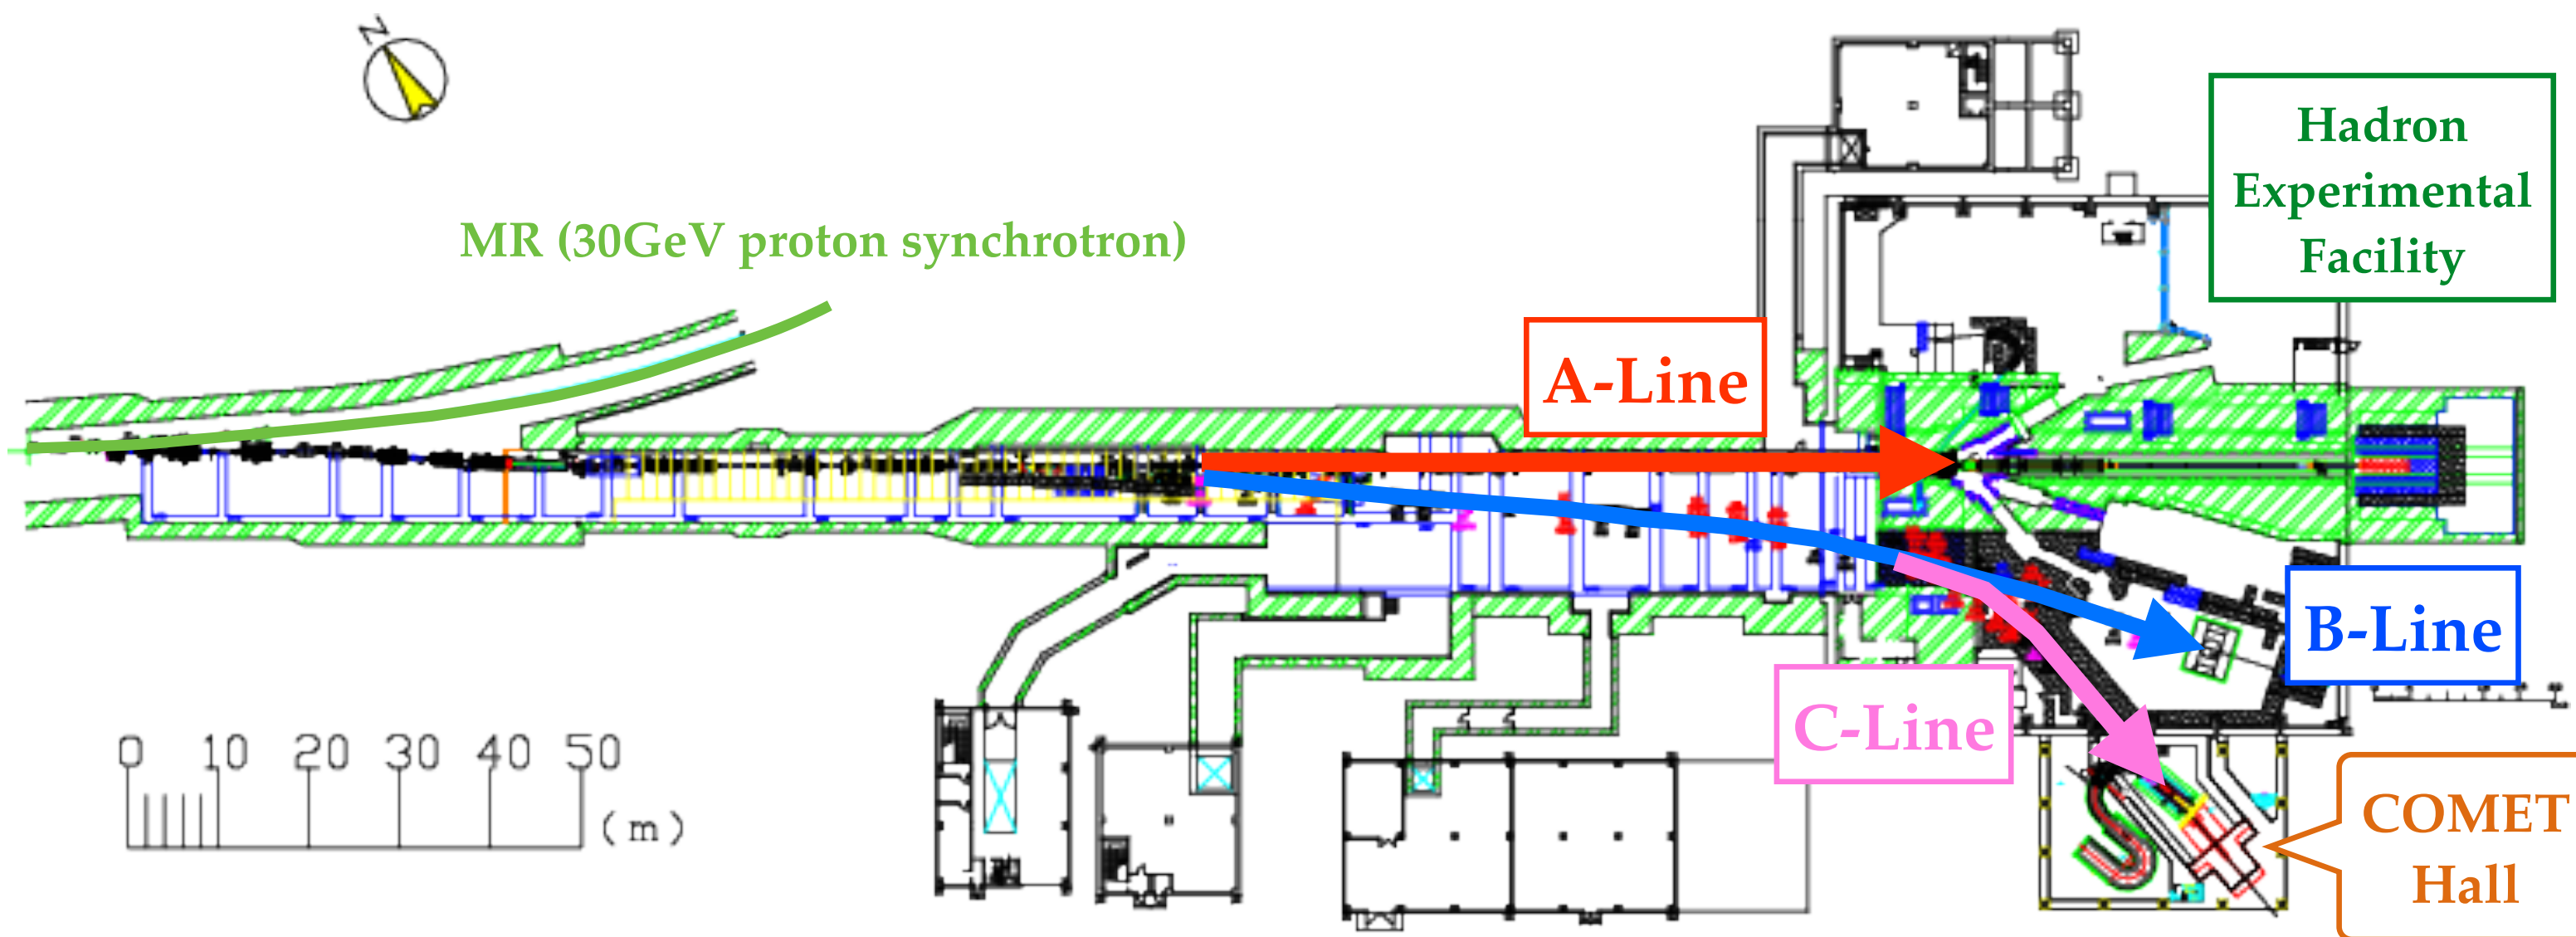 N
Hadron
Experimental
Facility
MR (30GeV proton synchrotron)
A-Line
B-Line
C-Line
0 10 20 30 40 50
(m)
COMET
Hall